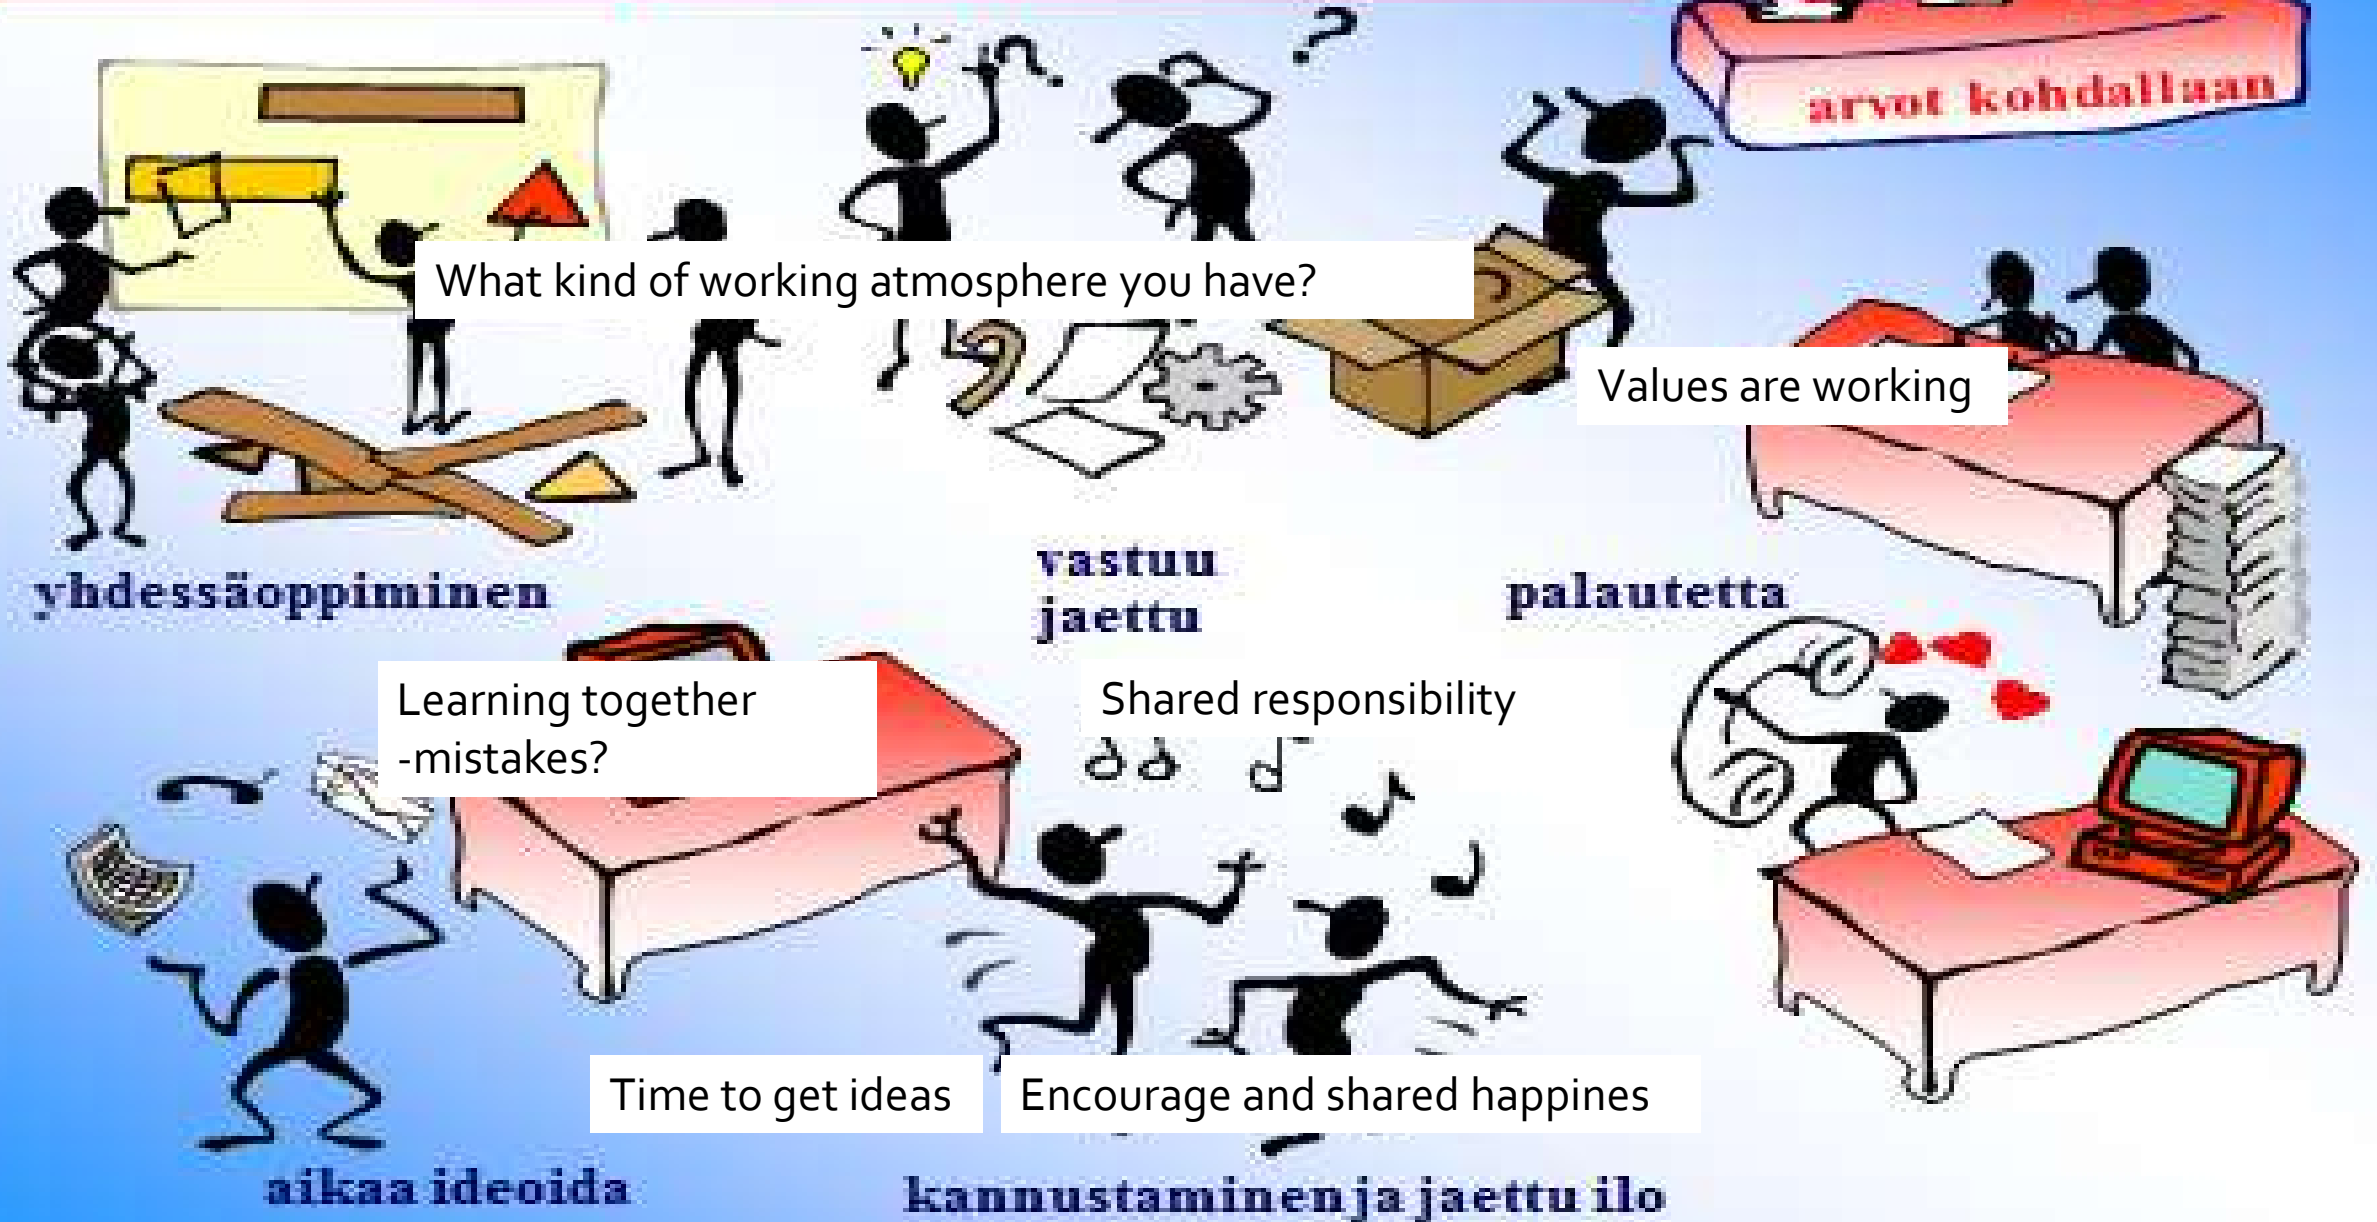 arvot kohdallaan
What kind of working atmosphere you have?
Values are working
yhdessäoppiminen
vastuu
jaettu
palautetta
Learning together
-mistakes?
Shared responsibility
Time to get ideas
Encourage and shared happines
aikaa ideoida
kannustaminen ja jaettu ilo